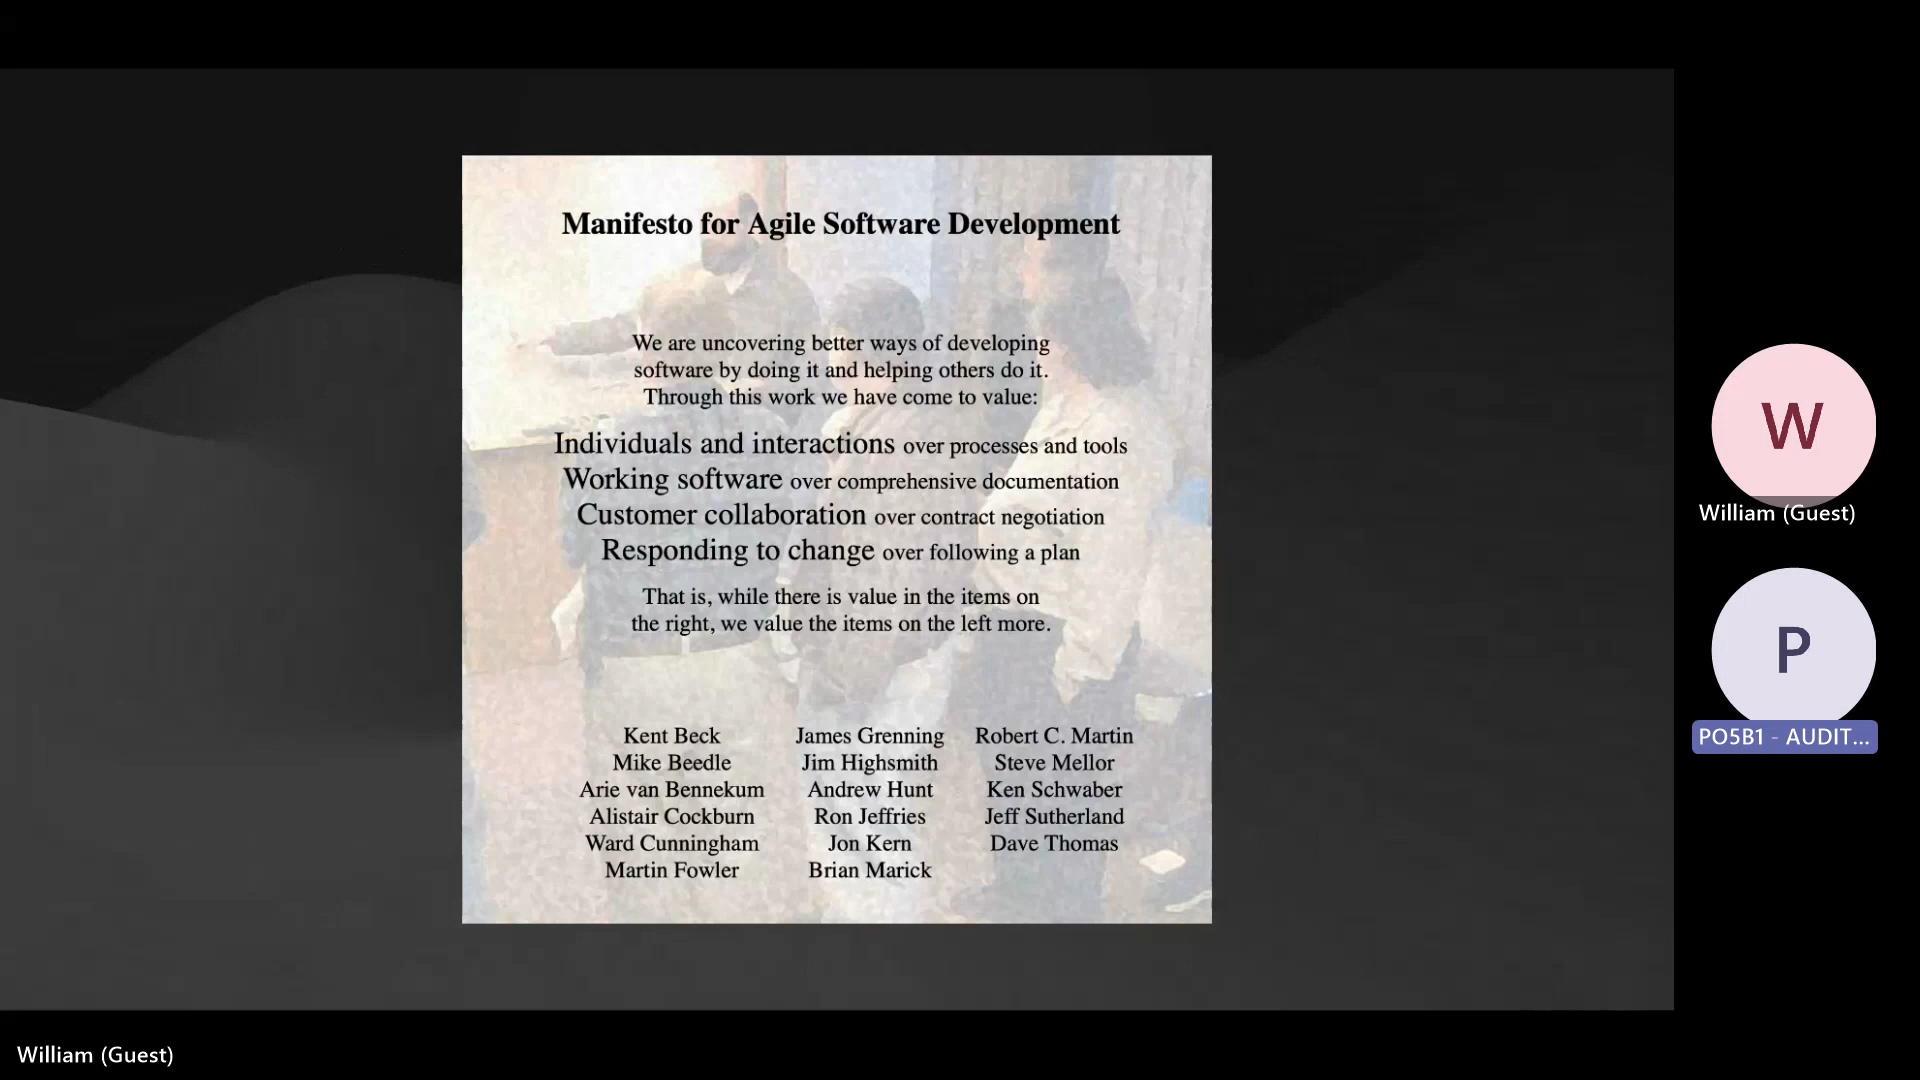 Manifesto for Agile Software Development
We are uncovering better ways of developing
software by doing it and helping others do it.
Through this work we have come to value:
Individuals and interactions over processes and tools
Working software over comprehensive documentation
Customer collaboration over contract negotiation
Responding to change over following a plan
That is, while there is value in the items on
the right, we value the items on the left more.
Kent Beck
Mike Beedle
Arie van Bennekum
Alistair Cockburn
Ward Cunningham
Martin Fowler
James Grenning
Jim Highsmith
Andrew Hunt
Ron Jeffries
Jon Kern
Brian Marick
Robert C. Martin
Steve Mellor
Ken Schwaber
Jeff Sutherland
Dave Thomas
W
William (Guest)
P
PO5B1 - AUDIT...
William (Guest)